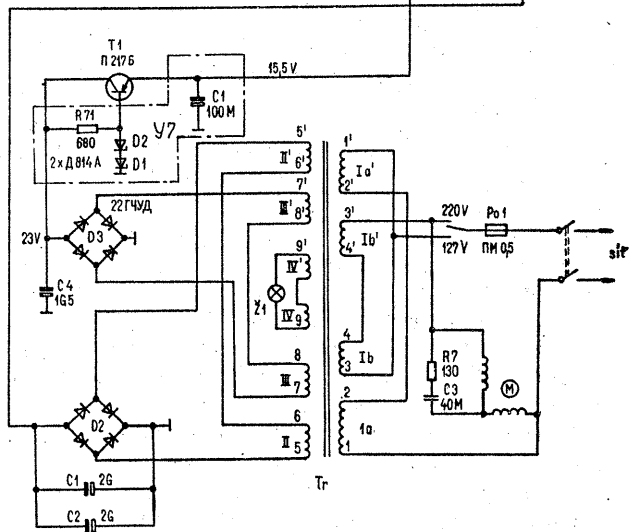 T1
П 217 Б
15,5 V
C1
100 M
R 71
680
У7
D2
D1
2 x Д 814 A
22 ГЧУД
23V
D3
C4
1G5
5'
II'
6'
7'
III'
8'
9'
IV'
ž1
IV
9
8
III
7
6
II
5
1'
Ia'
2'
3'
Ib'
4'
4
Ib
3
2
1a
1
Tr
220V
127 V
Po 1
ПМ 0,5
síť
R7
130
C3
40M
M
D2
C1
2G
C2
2G